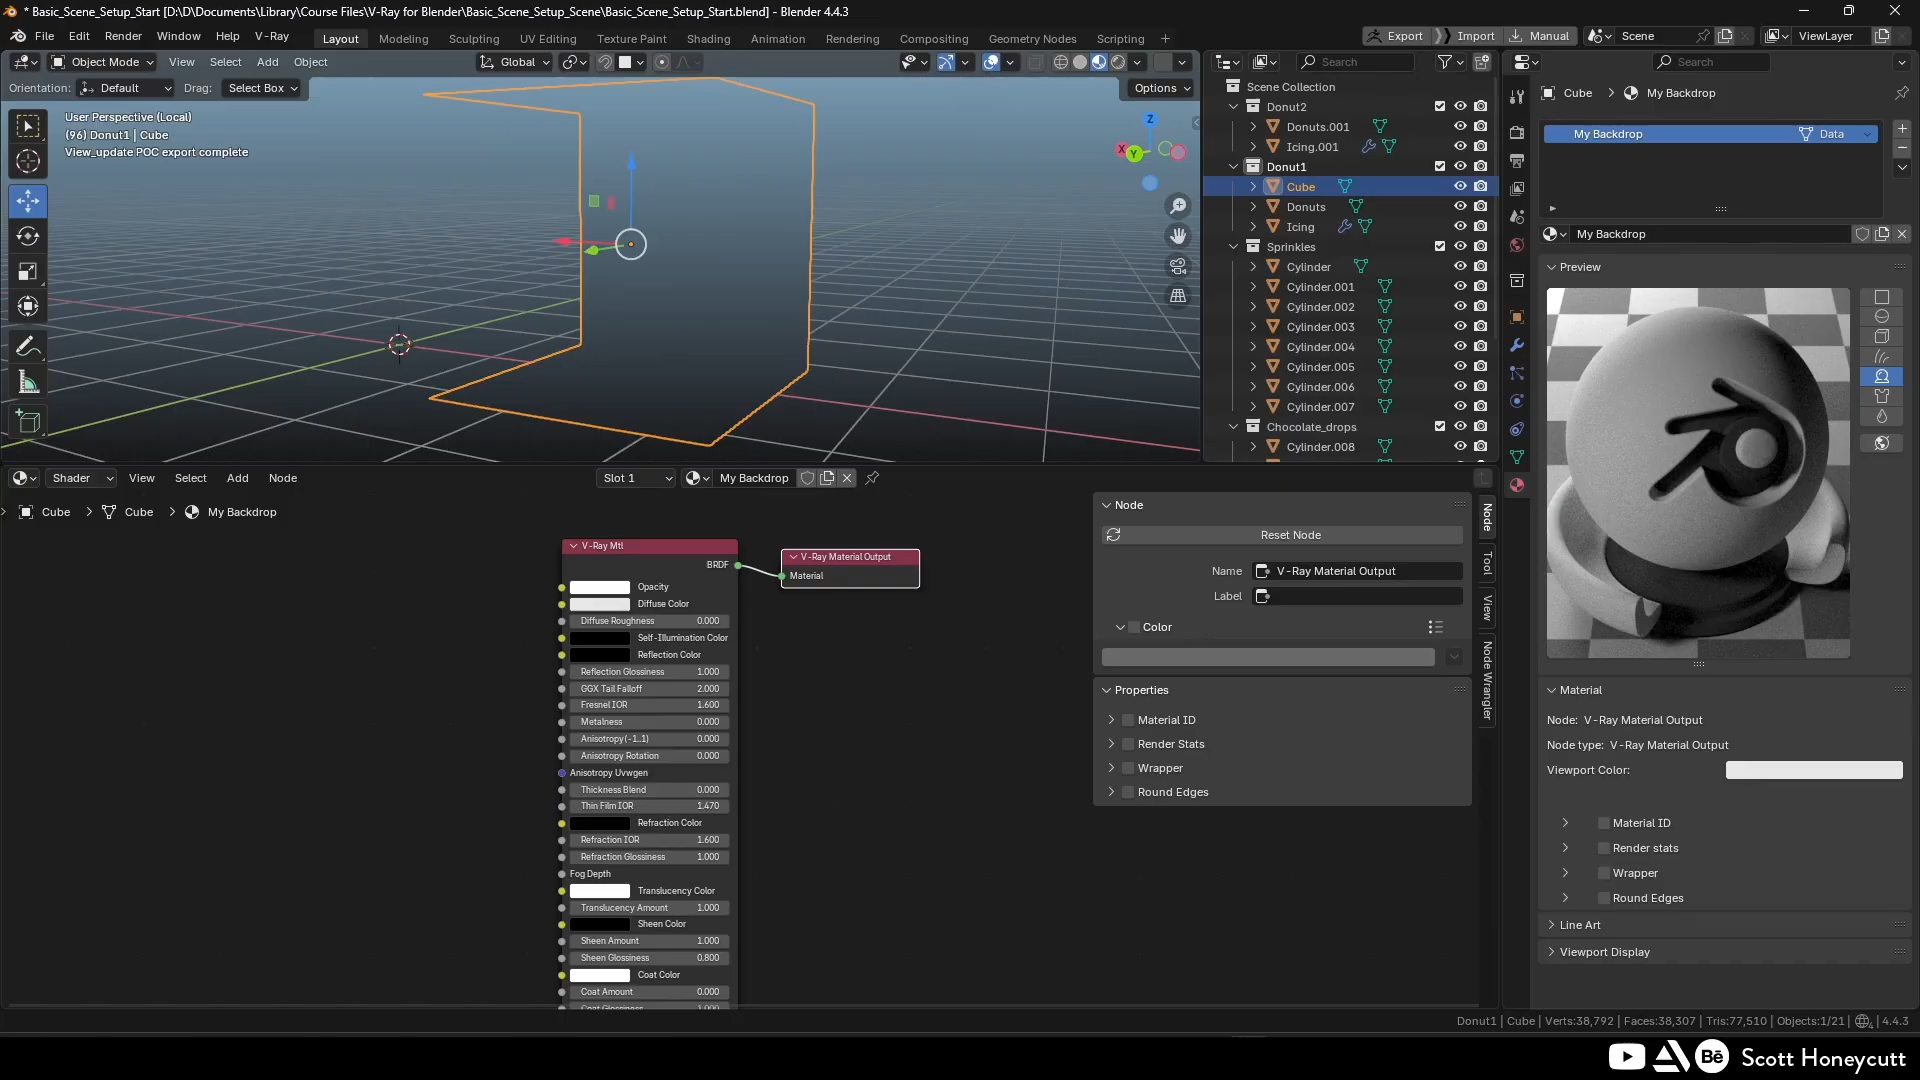 * Basic_Scene_Setup_Start [D:\D\Documents\Library\Course Files\V-Ray for Blender\Basic_Scene_Setup_Scene\Basic_Scene_Setup_Start.blend] - Blender 4.4.3
File Edit Render Window Help V-Ray Layout Modeling Sculpting UV Editing Texture Paint Shading Animation Rendering Compositing Geometry Nodes Scripting + Export Import Manual Scene ViewLayer
Object Mode View Select Add Object Global
Orientation: Default Drag: Select Box Options
User Perspective (Local)
(96) Donut1 | Cube
View_update POC export complete
Z
X
Y
Search
Scene Collection
Donut2
Donuts.001
Icing.001
Donut1
Cube
Donuts
Icing
Sprinkles
Cylinder
Cylinder.001
Cylinder.002
Cylinder.003
Cylinder.004
Cylinder.005
Cylinder.006
Cylinder.007
Chocolate_drops
Cylinder.008
Search
Cube > My Backdrop
My Backdrop Data
My Backdrop
Preview
Material
Node: V-Ray Material Output
Node type: V-Ray Material Output
Viewport Color:
Material ID
Render stats
Wrapper
Round Edges
Line Art
Viewport Display
Shader View Select Add Node Slot 1 My Backdrop
Cube > Cube > My Backdrop
V-Ray Mtl
BRDF
Opacity
Diffuse Color
Diffuse Roughness 0.000
Self-Illumination Color
Reflection Color
Reflection Glossiness 1.000
GGX Tail Falloff 2.000
Fresnel IOR 1.600
Metalness 0.000
Anisotropy(-1..1) 0.000
Anisotropy Rotation 0.000
Anisotropy Uvwgen
Thickness Blend 0.000
Thin Film IOR 1.470
Refraction Color
Refraction IOR 1.600
Refraction Glossiness 1.000
Fog Depth
Translucency Color
Translucency Amount 1.000
Sheen Color
Sheen Amount 1.000
Sheen Glossiness 0.800
Coat Color
Coat Amount 0.000
Coat Glossiness 1.000
V-Ray Material Output
Material
Node
Reset Node
Name V-Ray Material Output
Label
Color
Properties
Material ID
Render Stats
Wrapper
Round Edges
Node
Tool
View
Node Wrangler
Donut1 | Cube | Verts:38,792 | Faces:38,307 | Tris:77,510 | Objects:1/21 | 4.4.3
Bē Scott Honeycutt